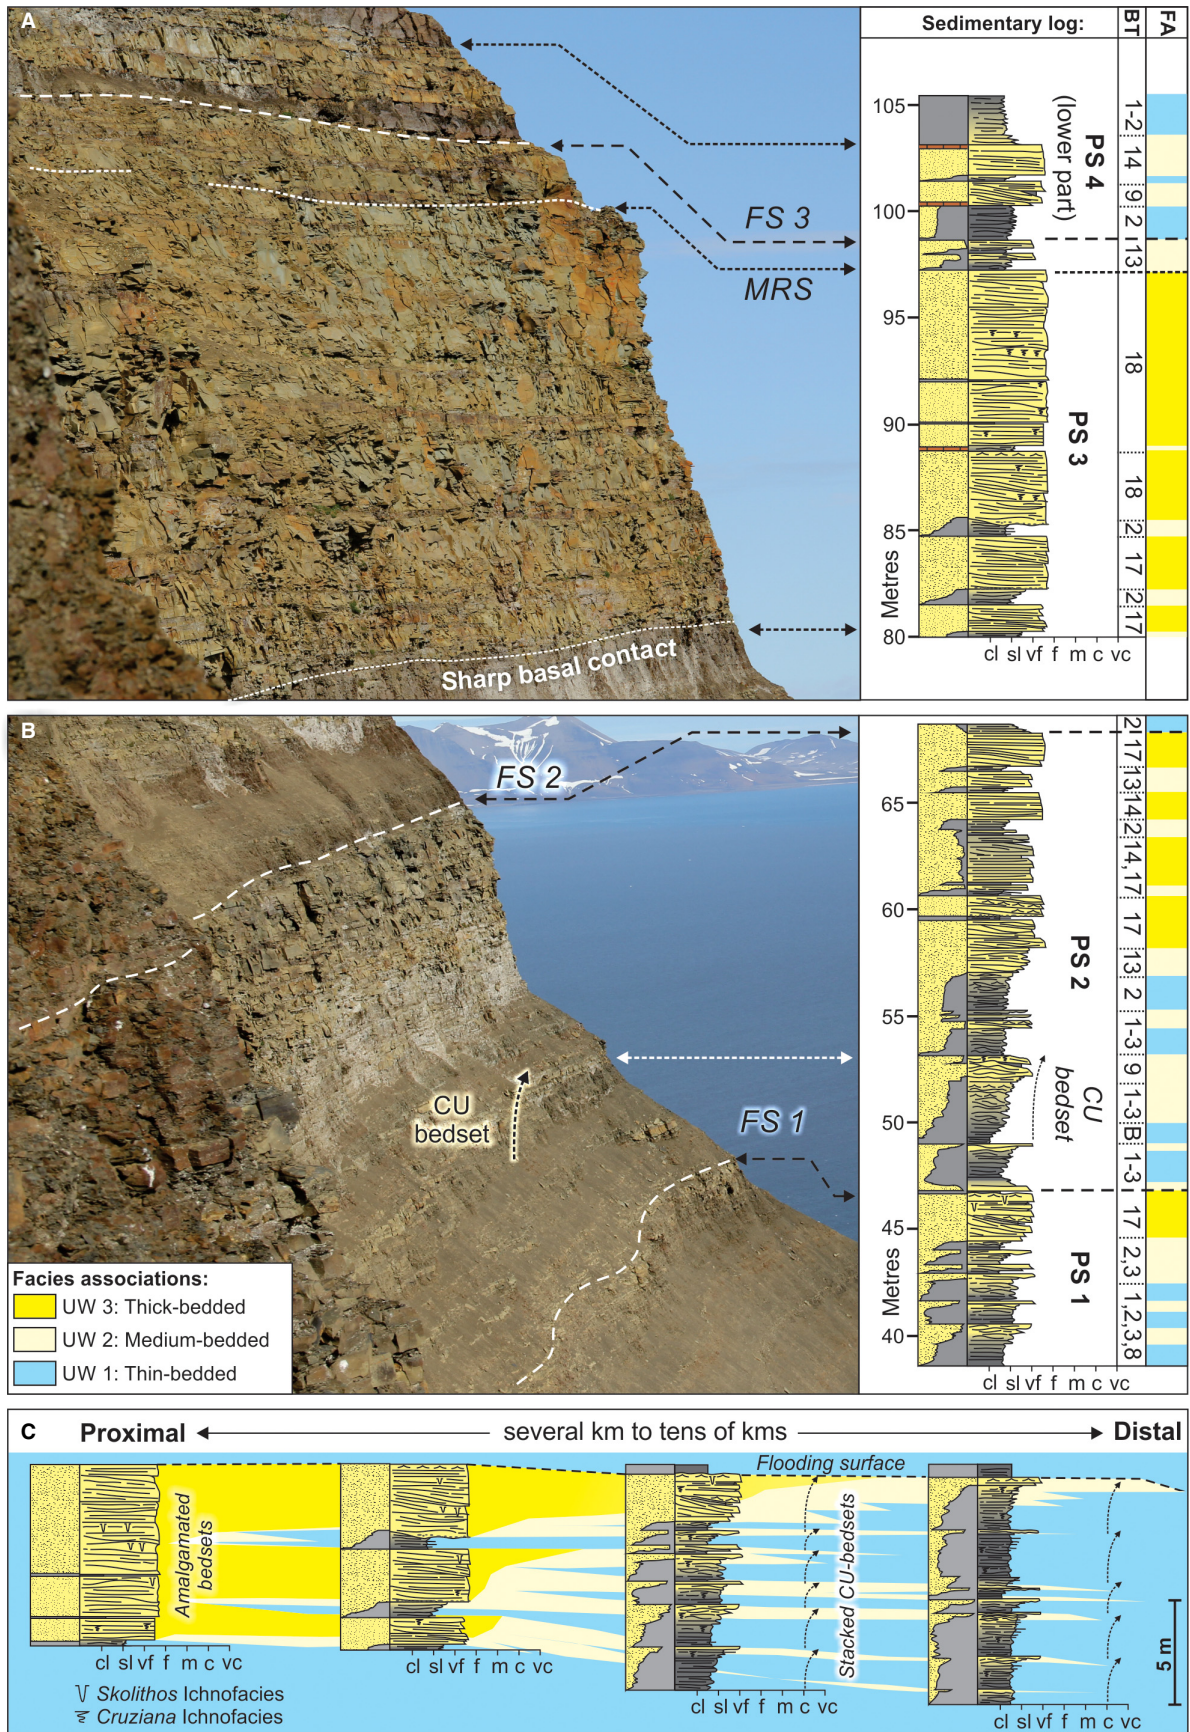 A
Sedimentary log:
BT
FA
FS 3
MRS
Sharp basal contact
105
100
95
90
85
80
Metres
PS 4
(lower part)
PS 3
1-2
14
9
2
13
18
18
2
17
2
17
cl sl vf f m c vc
B
FS 2
CU
bedset
FS 1
65
60
55
50
45
40
Metres
PS 2
CU
bedset
PS 1
2
17
13
14
2
14,
17
17
13
2
1-3
9
1-3
B
1-3
17
2,3
1,2,3,8
cl sl vf f m c vc
Facies associations:
UW 3: Thick-bedded
UW 2: Medium-bedded
UW 1: Thin-bedded
C
Proximal
several km to tens of kms
Distal
Flooding surface
Amalgamated
bedsets
Stacked CU-bedsets
5 m
cl sl vf f m c vc
cl sl vf f m c vc
cl sl vf f m c vc
cl sl vf f m c vc
Skolithos Ichnofacies
Cruziana Ichnofacies